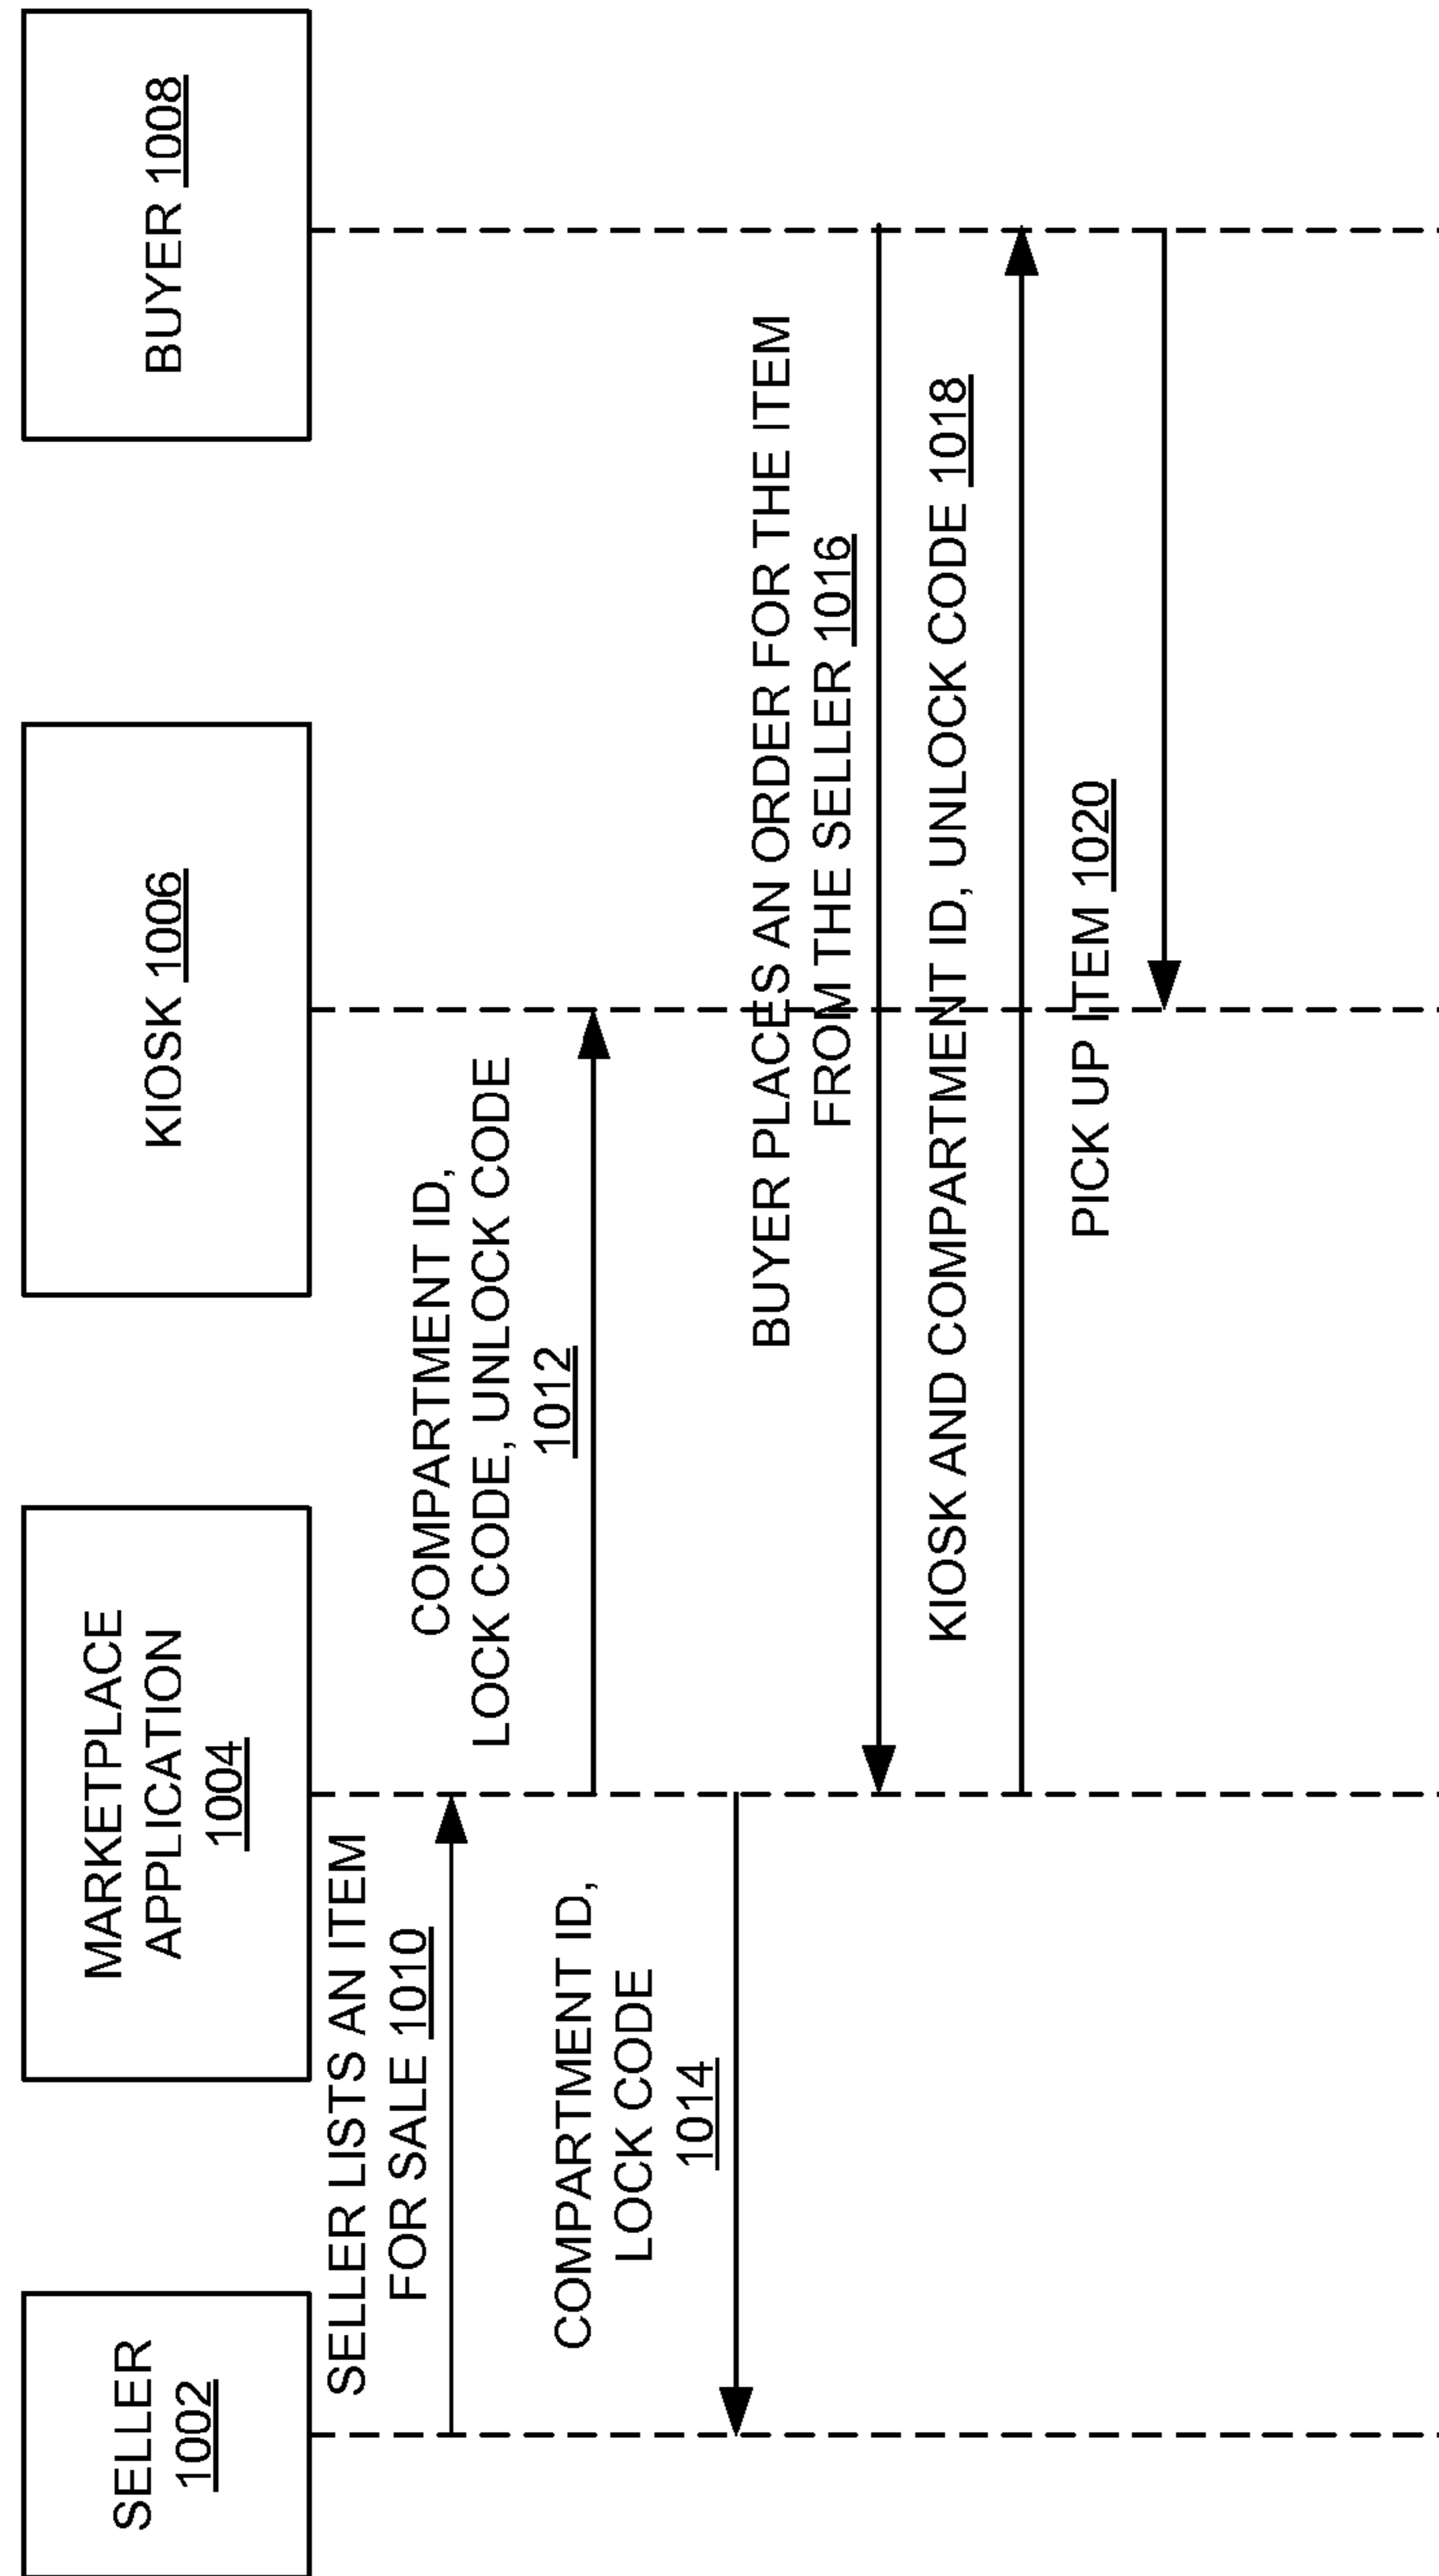 SELLER
1002
MARKETPLACE
APPLICATION
1004
KIOSK 1006
BUYER 1008
SELLER LISTS AN ITEM
FOR SALE 1010
COMPARTMENT ID,
LOCK CODE, UNLOCK CODE
1012
COMPARTMENT ID,
LOCK CODE
1014
BUYER PLACES AN ORDER FOR THE ITEM
FROM THE SELLER 1016
KIOSK AND COMPARTMENT ID, UNLOCK CODE 1018
PICK UP ITEM 1020